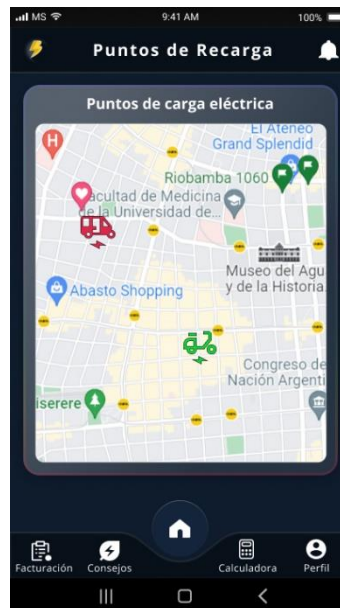 MS 9:41 AM 100%
Puntos de Recarga
Puntos de carga eléctrica
El Ateneo
Grand Splendid
H
Riobamba 1060
acultad de Medicina
de la Universidad de...
Museo del Agu
y de la Historia
Abasto Shopping
Congreso de
Nación Argenti
iserere
Facturación Consejos Calculadora Perfil